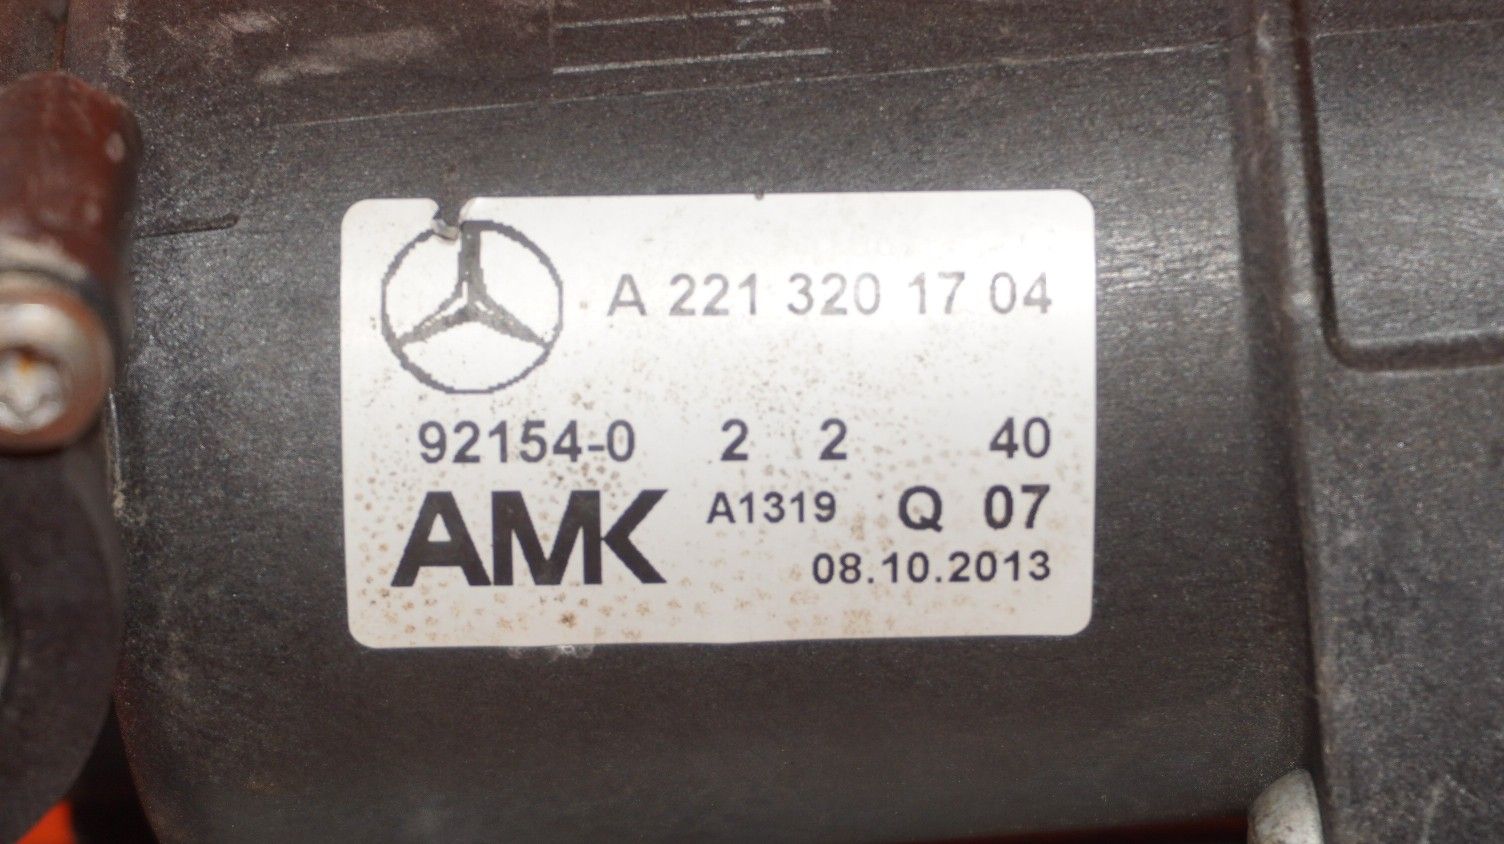 A 221 320 17 04
92154-0 2 2 40
AMK A1319 Q 07
08.10.2013